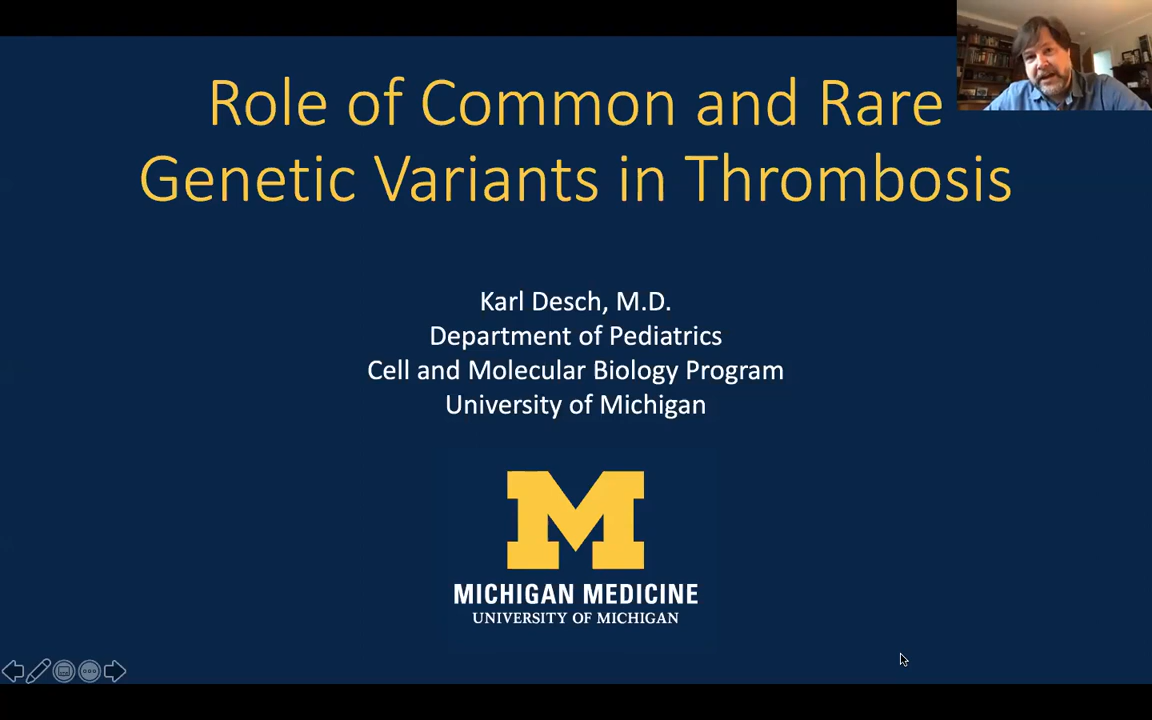 Role of Common and Rare
Genetic Variants in Thrombosis
Karl Desch, M.D.
Department of Pediatrics
Cell and Molecular Biology Program
University of Michigan
M
MICHIGAN MEDICINE
UNIVERSITY OF MICHIGAN